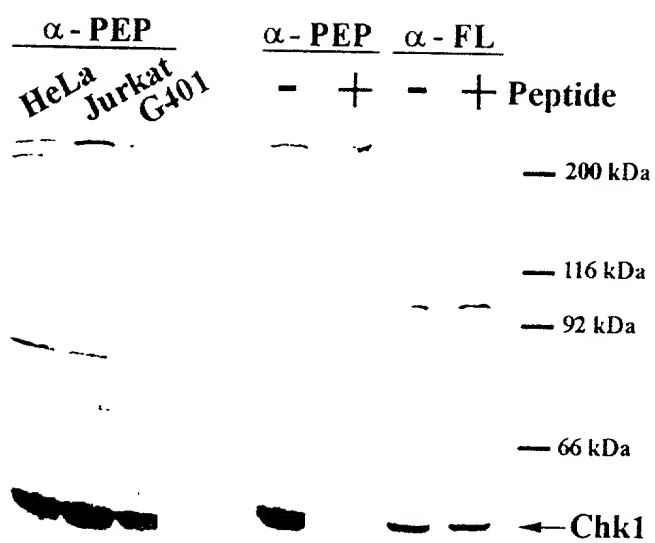 α - PEP α - PEP α - FL
HeLa Jurkat G401 - + - + Peptide
200 kDa
116 kDa
92 kDa
66 kDa
Chk1